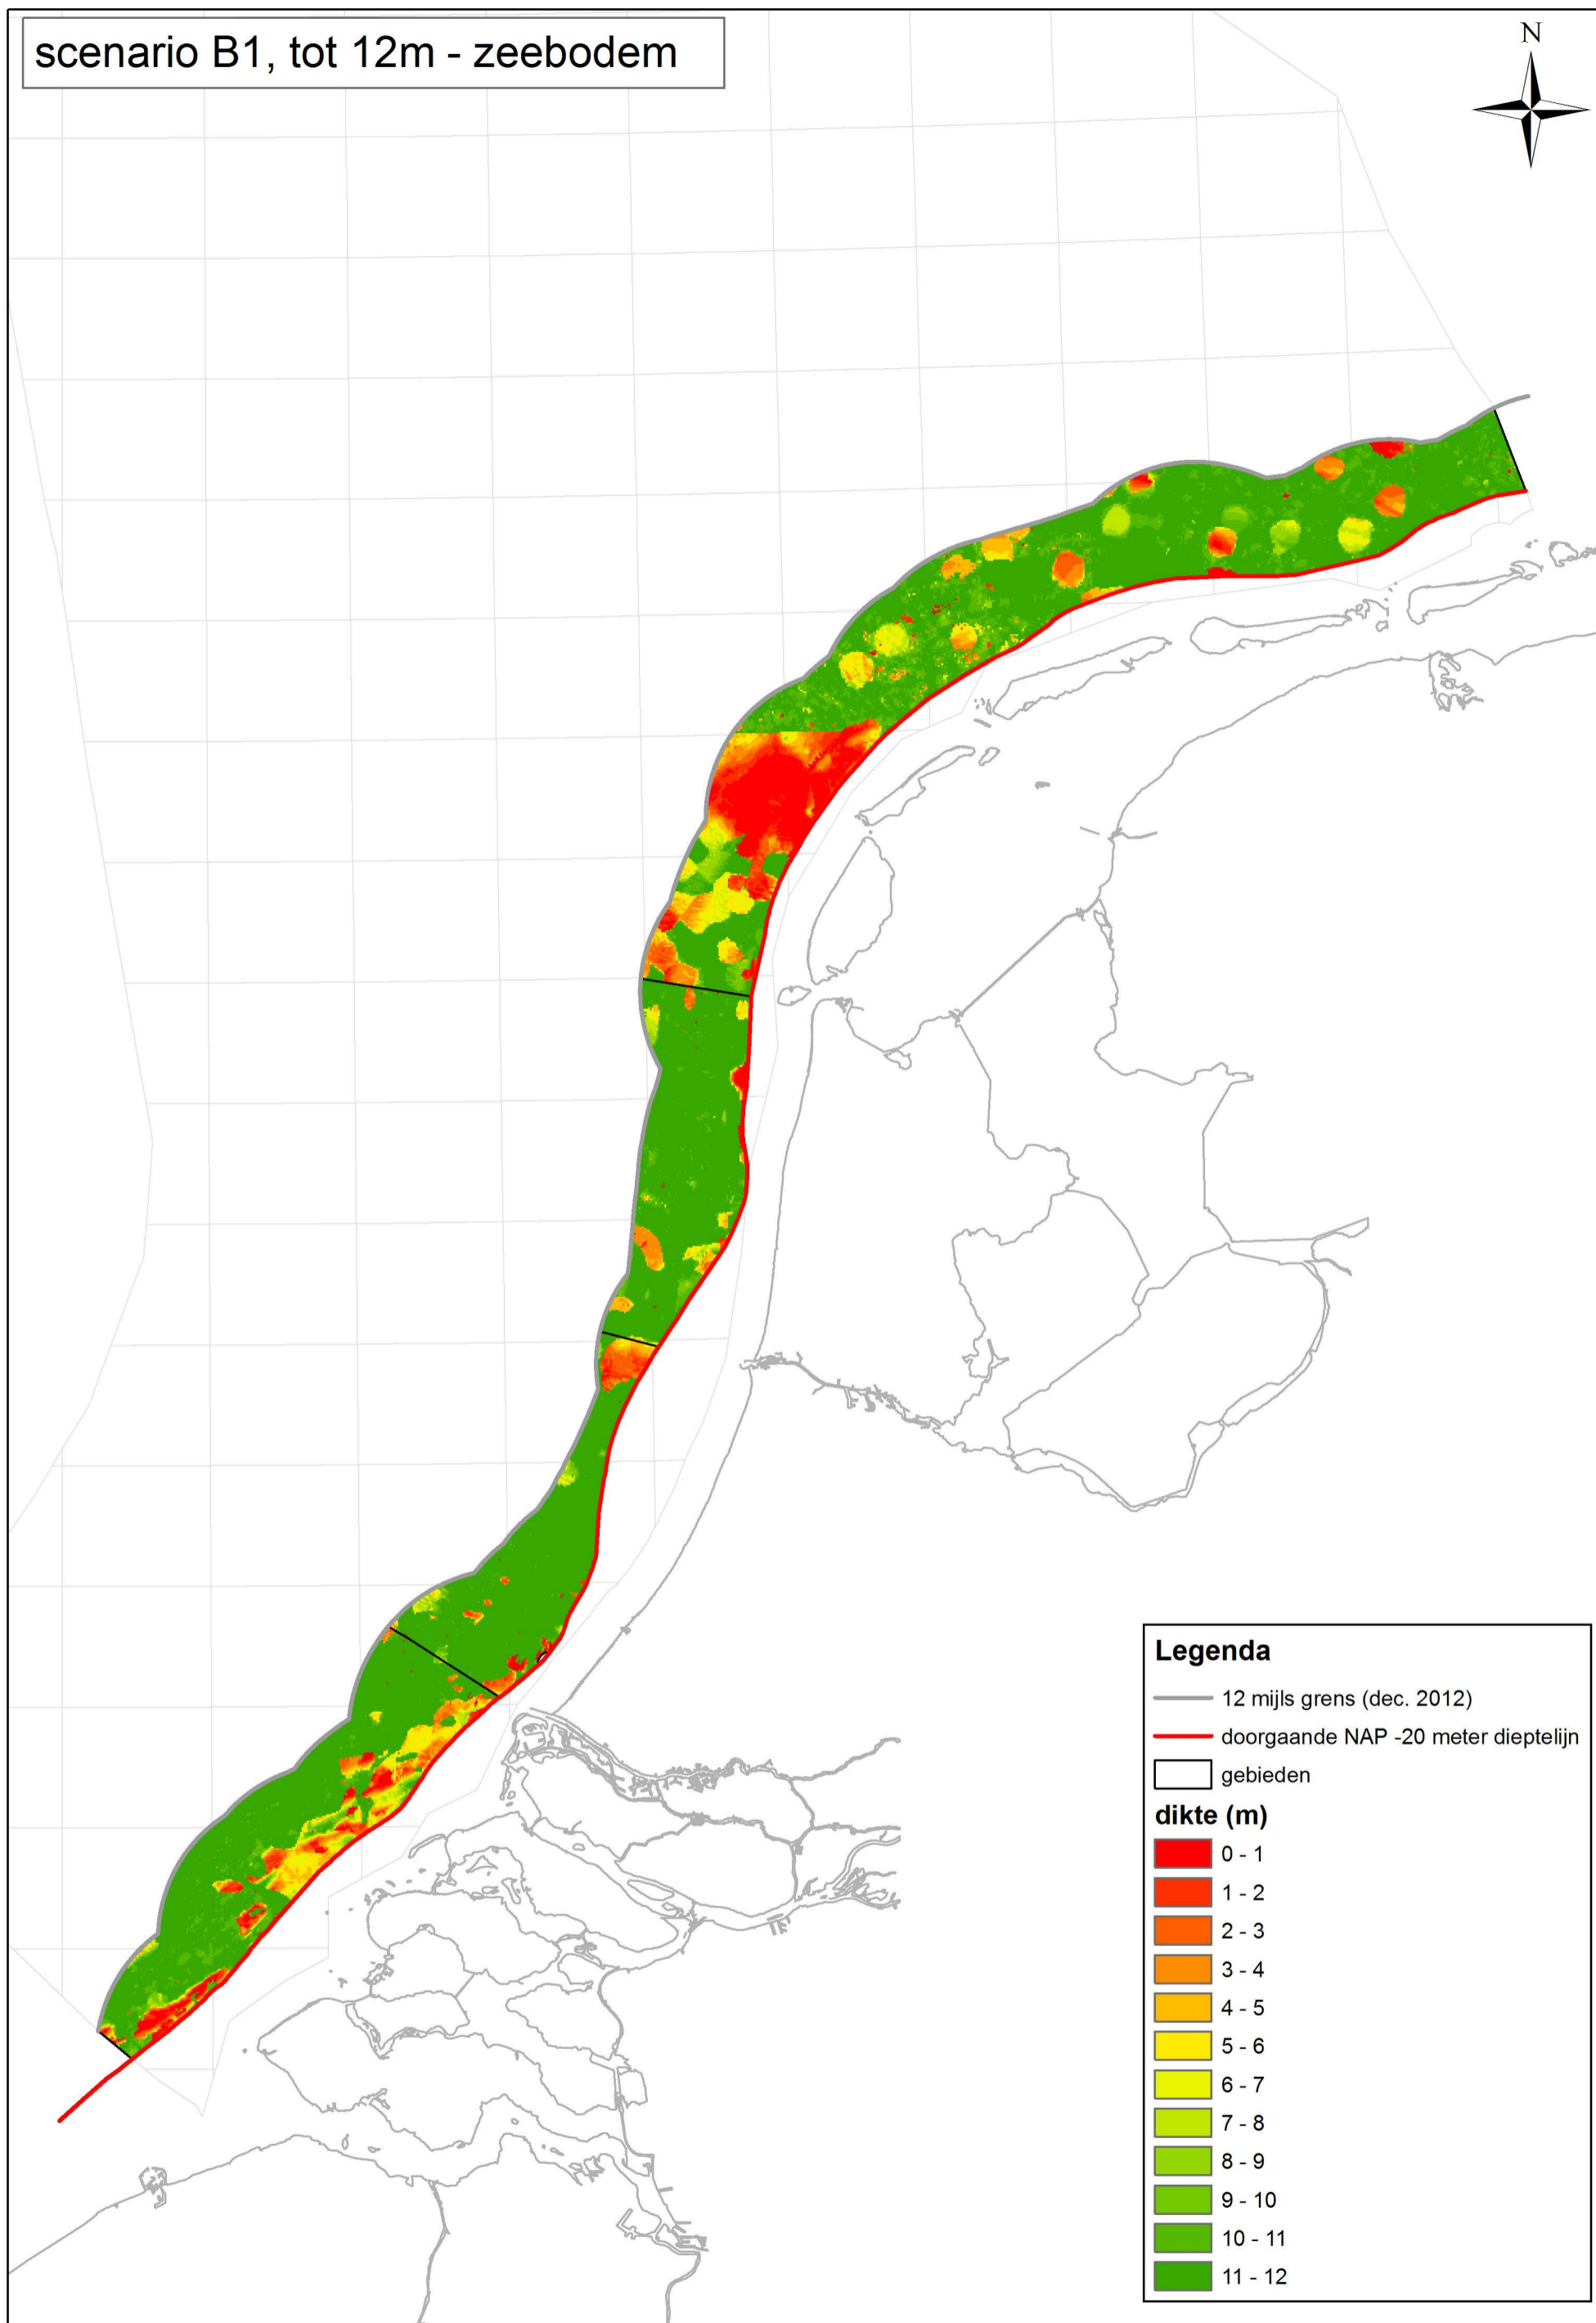 scenario B1, tot 12m - zeebodem
N
Legenda
12 mijls grens (dec. 2012)
doorgaande NAP -20 meter dieptelijn
gebieden
dikte (m)
0 - 1
1 - 2
2 - 3
3 - 4
4 - 5
5 - 6
6 - 7
7 - 8
8 - 9
9 - 10
10 - 11
11 - 12